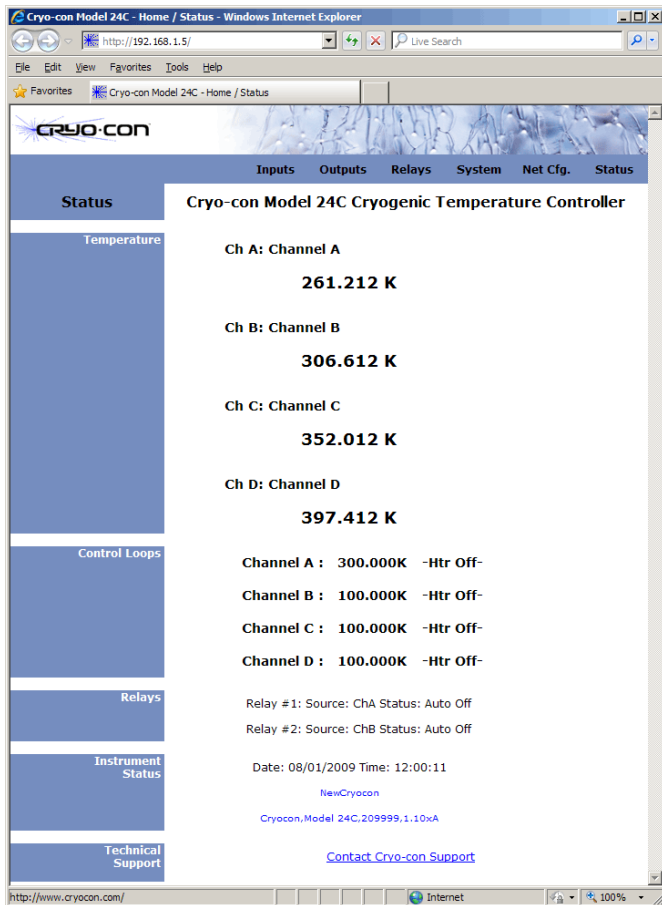 Cryo-con Model 24C - Home / Status - Windows Internet Explorer
http://192.168.1.5/
Live Search
File Edit View Favorites Tools Help
Favorites
Cryo-con Model 24C - Home / Status
CRYO·CON
Inputs Outputs Relays System Net Cfg. Status
Status
Cryo-con Model 24C Cryogenic Temperature Controller
Temperature
Ch A: Channel A
261.212 K
Ch B: Channel B
306.612 K
Ch C: Channel C
352.012 K
Ch D: Channel D
397.412 K
Control Loops
Channel A : 300.000K -Htr Off-
Channel B : 100.000K -Htr Off-
Channel C : 100.000K -Htr Off-
Channel D : 100.000K -Htr Off-
Relays
Relay #1: Source: ChA Status: Auto Off
Relay #2: Source: ChB Status: Auto Off
Instrument
Status
Date: 08/01/2009 Time: 12:00:11
NewCryocon
Cryocon,Model 24C,209999,1.10xA
Technical
Support
Contact Cryo-con Support
http://www.cryocon.com/
Internet
100%